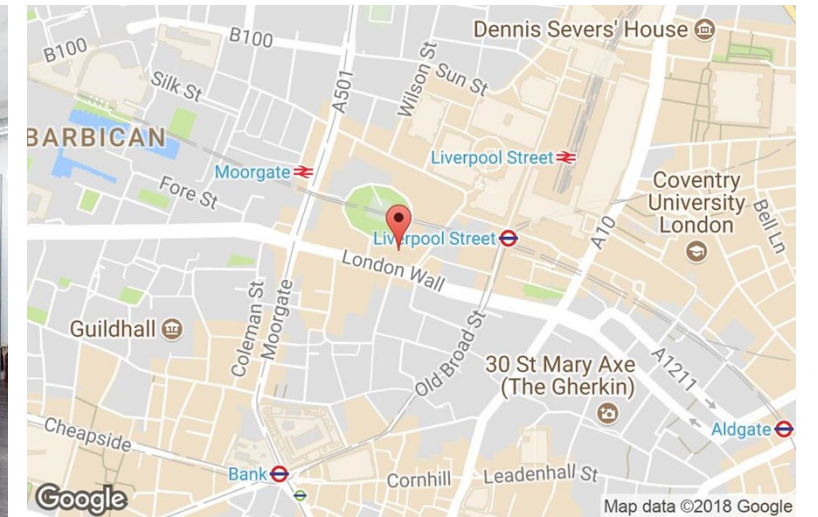 Dennis Severs' House
B100
B100
Wilson St
Sun St
Silk St
A501
BARBICAN
Moorgate
Liverpool Street
Fore St
Coventry
University
London
Bell Ln
A10
Liverpool Street
London Wall
Guildhall
Coleman St
Moorgate
Old Broad St
30 St Mary Axe
(The Gherkin)
A1211
Aldgate
Cheapside
Bank
Cornhill
Leadenhall St
Google
Map data ©2018 Google